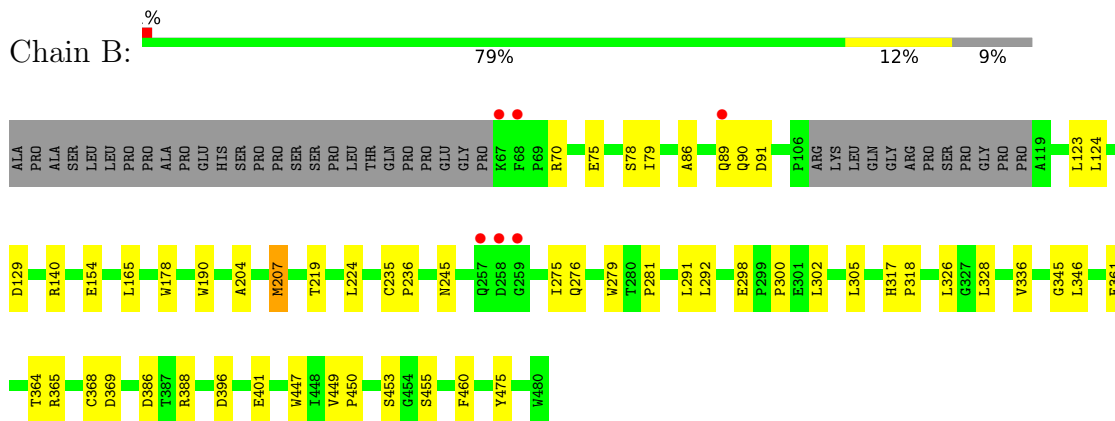 .%
Chain B:
79% 12% 9%
ALA PRO ALA SER LEU LEU PRO PRO ALA PRO GLU HIS SER PRO PRO SER SER PRO LEU THR GLN PRO PRO GLU GLY PRO K67 F68 P69 R70 E75 S78 I79 A86 Q89 Q90 D91 P106 ARG LYS LEU GLN GLY ARG PRO SER PRO GLY PRO PRO A119 L123 L124
D129 R140 E154 L165 W178 W190 A204 M207 T219 L224 C235 P236 N245 Q257 D258 G259 I275 Q276 W279 T280 P281 L291 L292 E298 P299 P300 E301 L302 L305 H317 P318 L326 G327 L328 V336 G345 L346
T364 R365 C368 D369 D386 T387 R388 D396 E401 W447 I448 V449 P450 S453 G454 S455 F460 Y475 W480